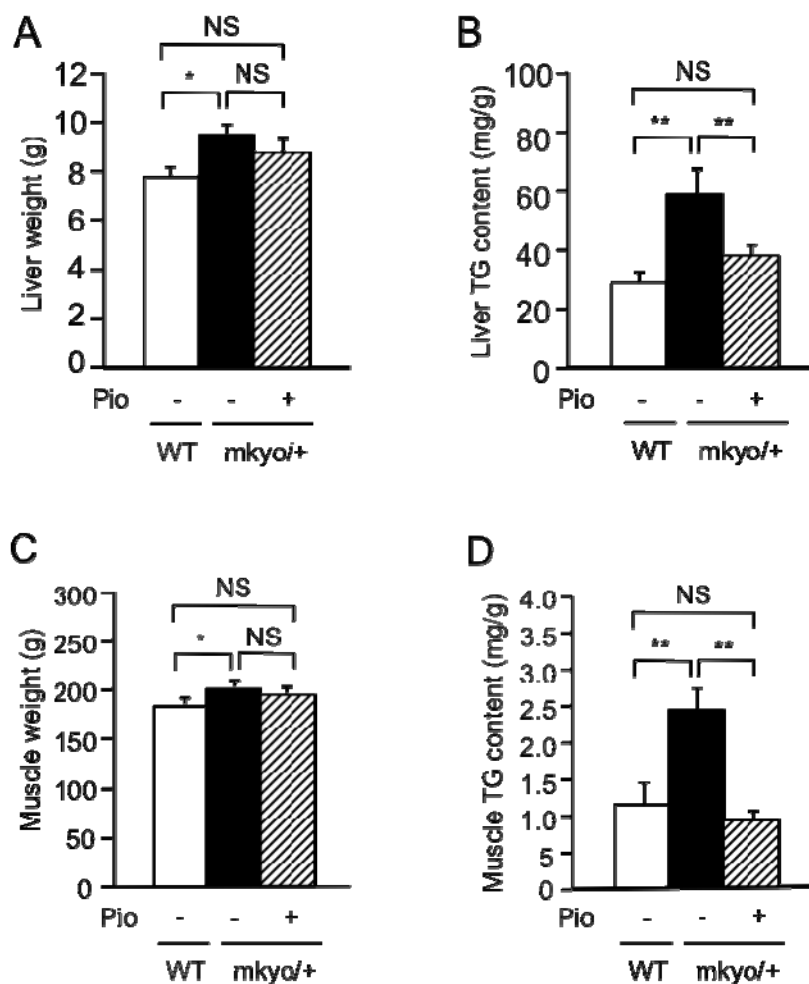 A
NS
*
NS
Liver weight (g)
12
10
8
6
4
2
0
Pio - - +
WT mkyo/+
B
NS
** **
Liver TG content (mg/g)
100
80
60
40
20
0
Pio - - +
WT mkyo/+
C
NS
*
NS
Muscle weight (g)
300
250
200
150
100
50
0
Pio - - +
WT mkyo/+
D
NS
** **
Muscle TG content (mg/g)
4.0
3.5
3.0
2.5
2.0
1.5
1.0
5
0
Pio - - +
WT mkyo/+